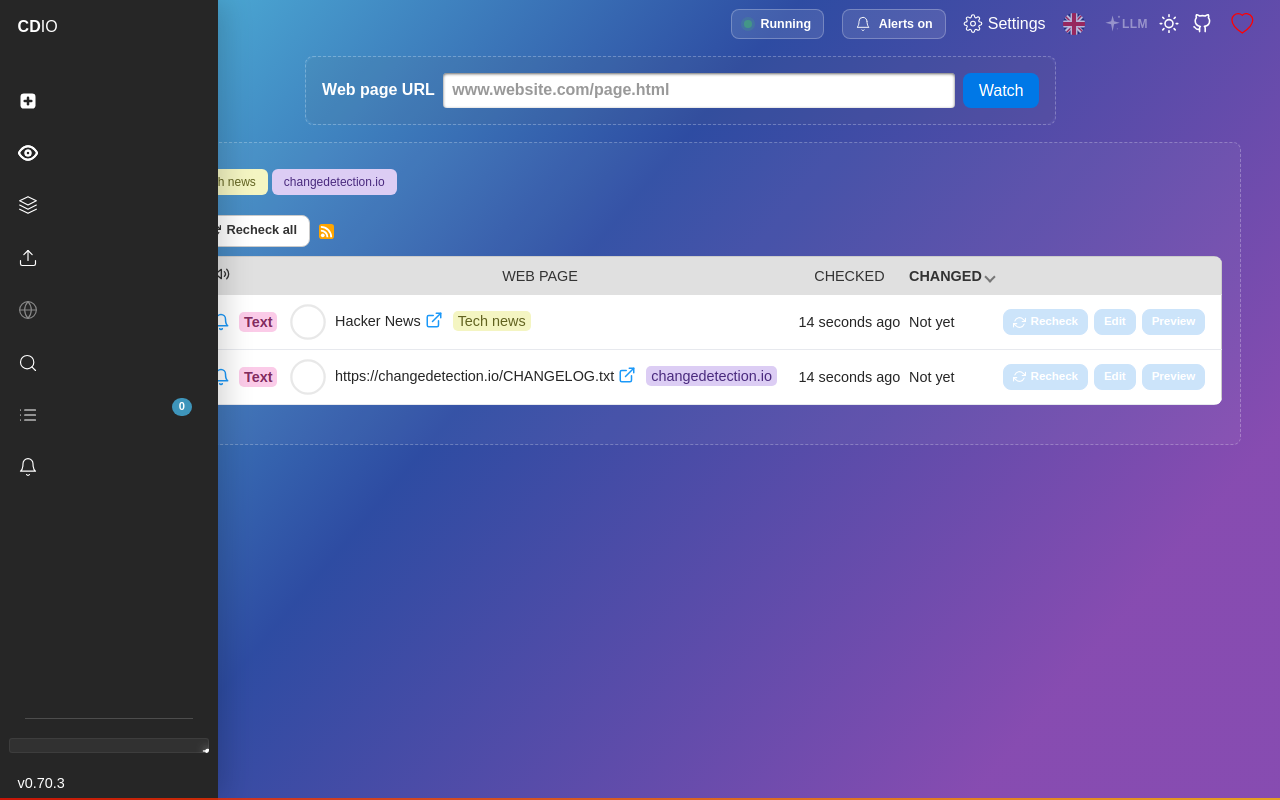 CDIO
Running
Alerts on
Settings
LLM
Web page URL
www.website.com/page.html
Watch
h news
changedetection.io
Recheck all
WEB PAGE
CHECKED
CHANGED
Text
Hacker News
Tech news
14 seconds ago
Not yet
Recheck
Edit
Preview
Text
https://changedetection.io/CHANGELOG.txt
changedetection.io
14 seconds ago
Not yet
Recheck
Edit
Preview
0
v0.70.3